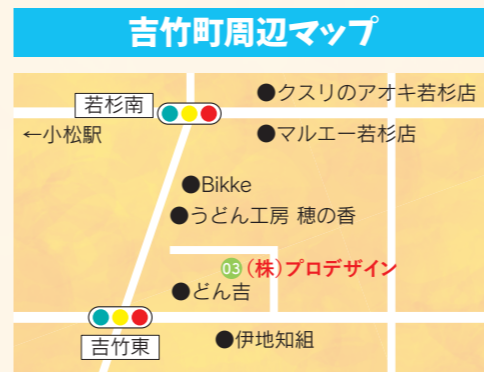 吉竹町周辺マップ
●クスリのアオキ若杉店
若杉南
←小松駅
●マルエー若杉店
●Bikke
●うどん工房 穂の香
03 (株)プロデザイン
●どん吉
吉竹東
●伊地知組